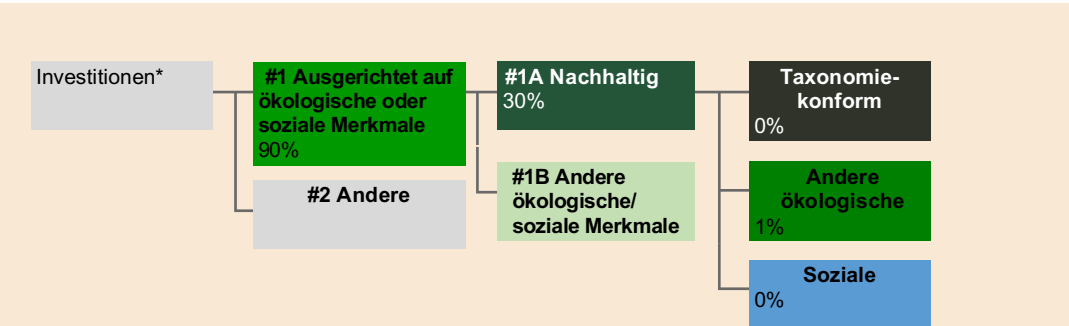 Investitionen*
#1 Ausgerichtet auf
ökologische oder
soziale Merkmale
90%
#2 Andere
#1A Nachhaltig
30%
#1B Andere
ökologische/
soziale Merkmale
Taxonomie-
konform
0%
Andere
ökologische
1%
Soziale
0%